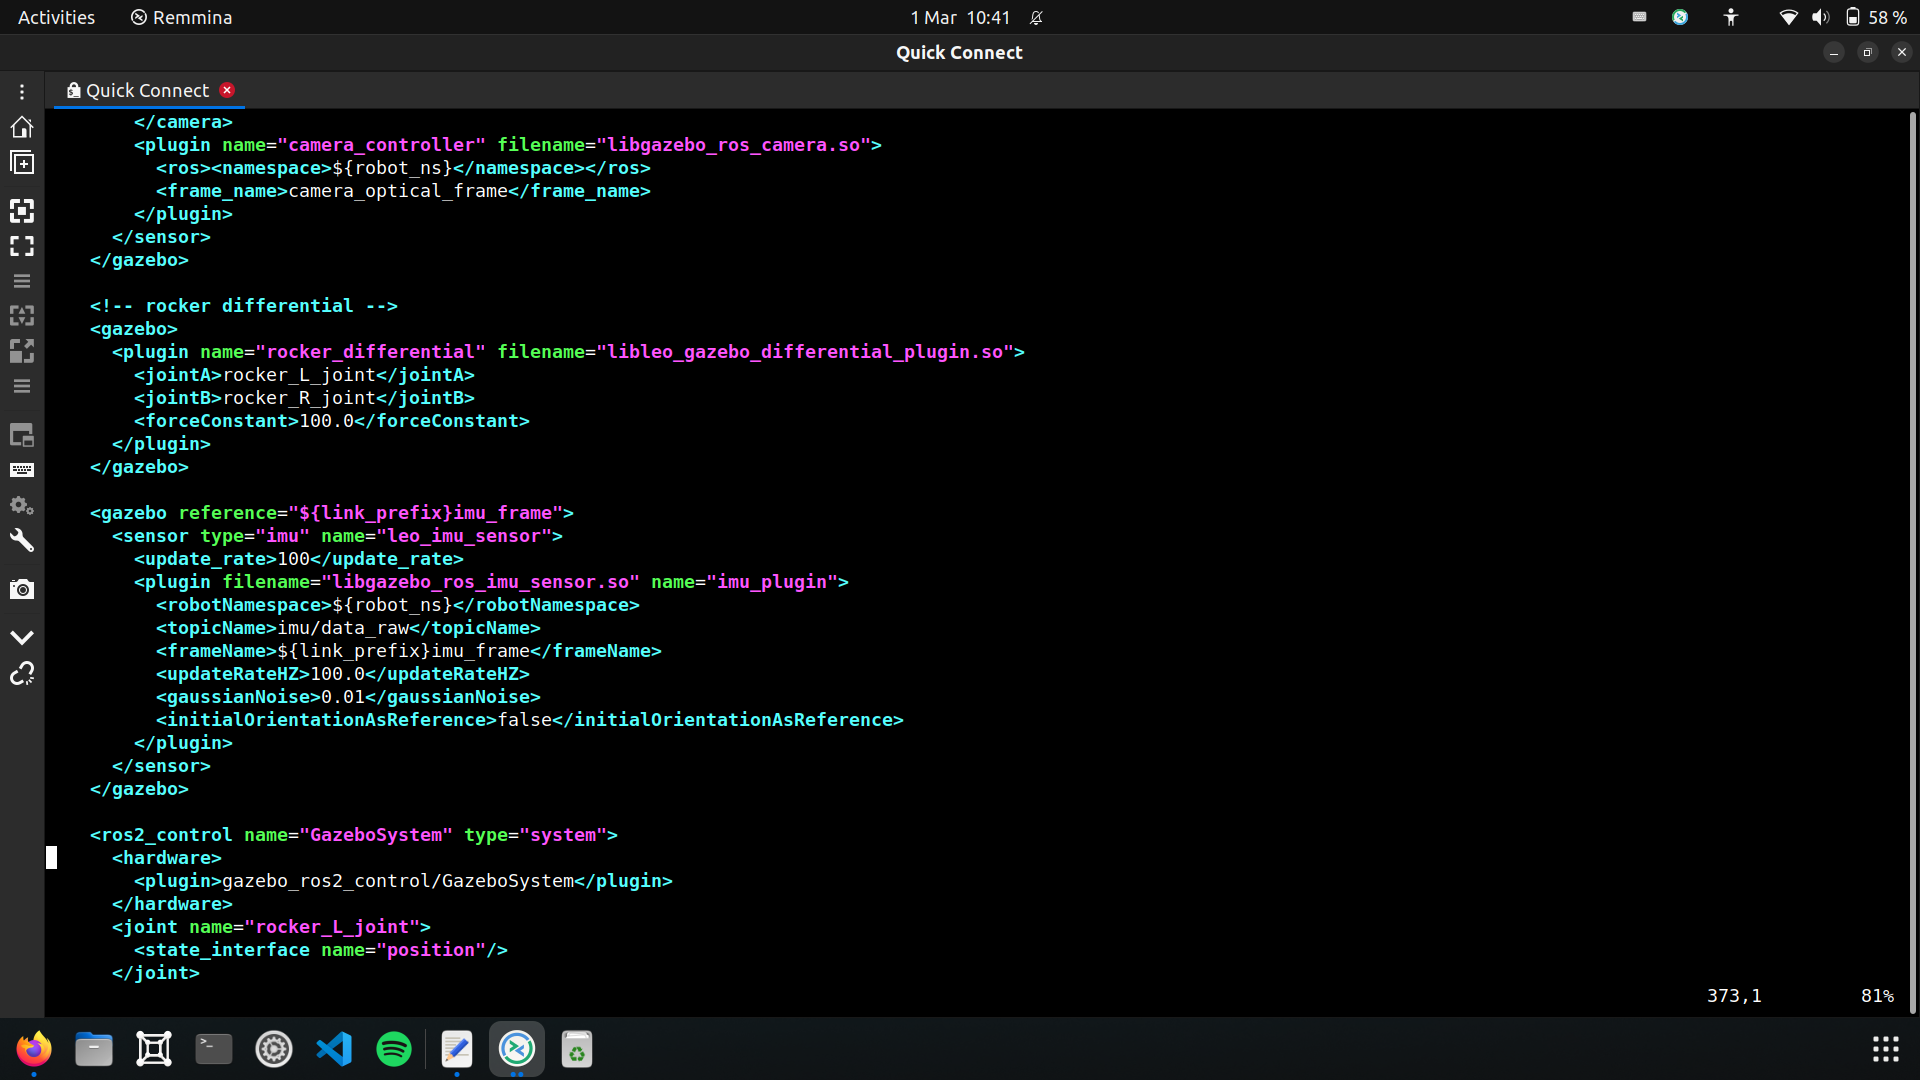 Activities
Remmina
1 Mar 10:41
58 %
Quick Connect
Quick Connect
</camera>
<plugin name="camera_controller" filename="libgazebo_ros_camera.so">
<ros><namespace>${robot_ns}</namespace></ros>
<frame_name>camera_optical_frame</frame_name>
</plugin>
</sensor>
</gazebo>
<!-- rocker differential -->
<gazebo>
<plugin name="rocker_differential" filename="libleo_gazebo_differential_plugin.so">
<jointA>rocker_L_joint</jointA>
<jointB>rocker_R_joint</jointB>
<forceConstant>100.0</forceConstant>
</plugin>
</gazebo>
<gazebo reference="${link_prefix}imu_frame">
<sensor type="imu" name="leo_imu_sensor">
<update_rate>100</update_rate>
<plugin filename="libgazebo_ros_imu_sensor.so" name="imu_plugin">
<robotNamespace>${robot_ns}</robotNamespace>
<topicName>imu/data_raw</topicName>
<frameName>${link_prefix}imu_frame</frameName>
<updateRateHZ>100.0</updateRateHZ>
<gaussianNoise>0.01</gaussianNoise>
<initialOrientationAsReference>false</initialOrientationAsReference>
</plugin>
</sensor>
</gazebo>
<ros2_control name="GazeboSystem" type="system">
<hardware>
<plugin>gazebo_ros2_control/GazeboSystem</plugin>
</hardware>
<joint name="rocker_L_joint">
<state_interface name="position"/>
</joint>
373,1 81%